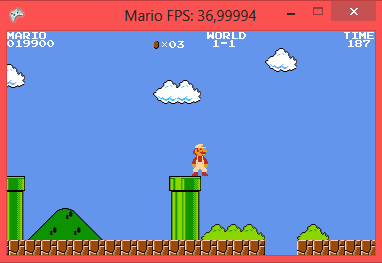 Mario FPS: 36,99994
MARIO WORLD TIME
019900 ×03 1-1 187